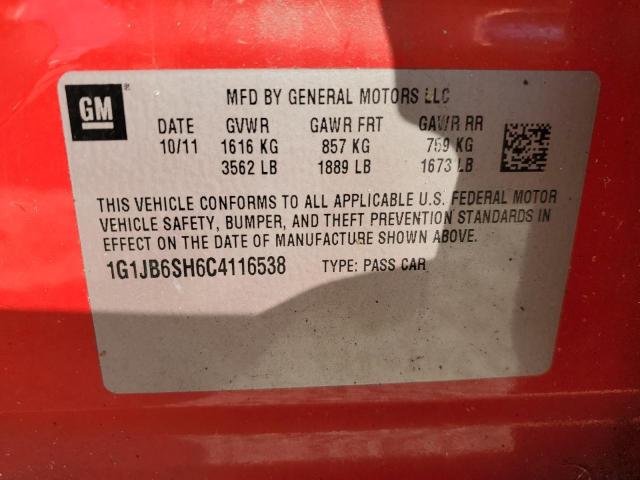 GM
MFD BY GENERAL MOTORS LLC
DATE GVWR GAWR FRT GAWR RR
10/11 1616 KG 857 KG 759 KG
3562 LB 1889 LB 1673 LB
THIS VEHICLE CONFORMS TO ALL APPLICABLE U.S. FEDERAL MOTOR
VEHICLE SAFETY, BUMPER, AND THEFT PREVENTION STANDARDS IN
EFFECT ON THE DATE OF MANUFACTURE SHOWN ABOVE.
1G1JB6SH6C4116538 TYPE: PASS CAR